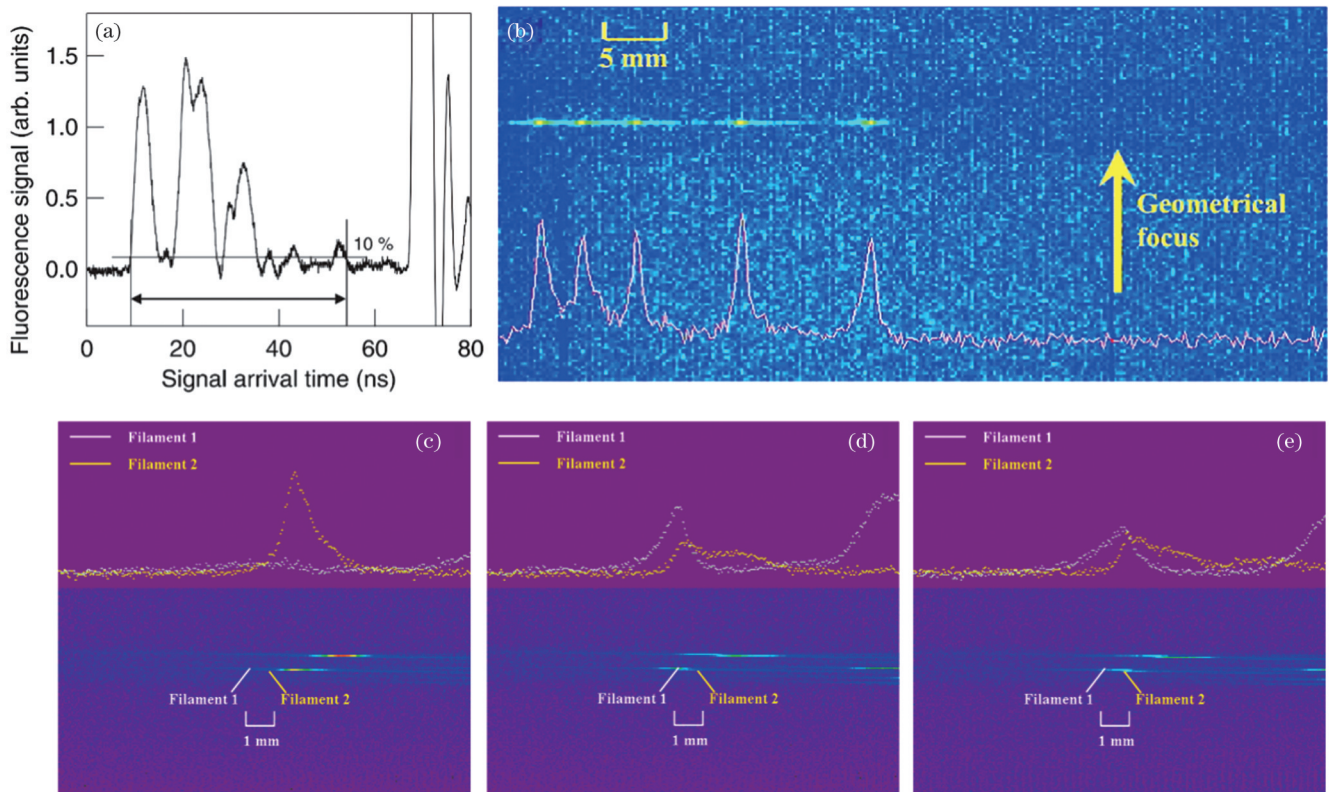 (a)
Fluorescence signal (arb. units)
1.5
1.0
0.5
0.0
10 %
0
20
40
60
80
Signal arrival time (ns)
(b)
5 mm
Geometrical
focus
(c)
Filament 1
Filament 2
Filament 1
Filament 2
1 mm
(d)
Filament 1
Filament 2
Filament 1
Filament 2
1 mm
(e)
Filament 1
Filament 2
Filament 1
Filament 2
1 mm